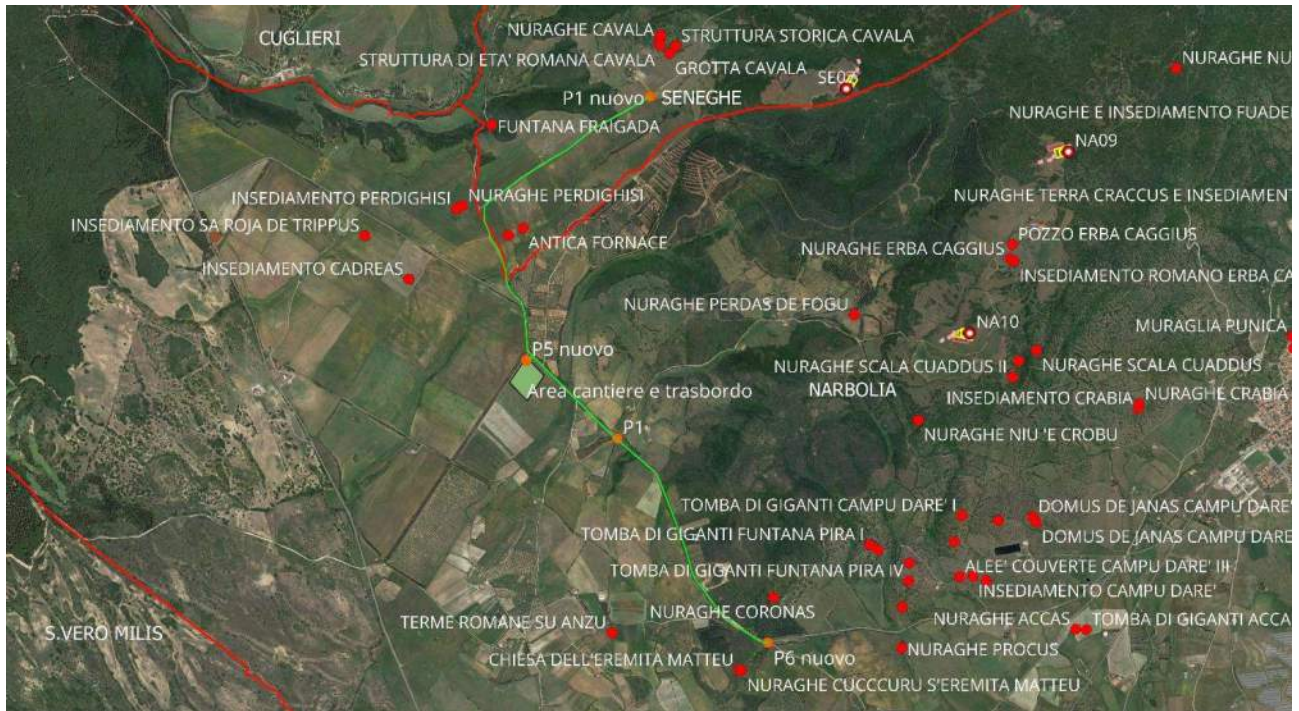 NURAGHE CAVALA
STRUTTURA STORICA CAVALA
CUGLIERI
STRUTTURA DI ETA' ROMANA CAVALA
GROTTA CAVALA
NURAGHE NU
P1 nuovo
SENEGHE
FUNTANA FRAIGADA
NURAGHE E INSEDIAMENTO FUADE
NA09
INSEDIAMENTO PERDIGHISI
NURAGHE PERDIGHISI
NURAGHE TERRA CRACCUS E INSEDIAMENT
INSEDIAMENTO SA ROJA DE TRIPPUS
ANTICA FORNACE
NURAGHE ERBA CAGGIUS
POZZO ERBA CAGGIUS
INSEDIAMENTO CADREAS
INSEDIAMENTO ROMANO ERBA CA
NURAGHE PERDAS DE FOGU
NA10
MURAGLIA PUNICA
P5 nuovo
NURAGHE SCALA CUADDUS II
NURAGHE SCALA CUADDUS
Area cantiere e trasbordo
NARBOLIA
INSEDIAMENTO CRABIA
NURAGHE CRABIA
P1
NURAGHE NIU 'E CROBU
TOMBA DI GIGANTI CAMPU DARE' I
DOMUS DE JANAS CAMPU DARE'
TOMBA DI GIGANTI FUNTANA PIRA I
DOMUS DE JANAS CAMPU DARE
TOMBA DI GIGANTI FUNTANA PIRA IV
ALEE' COUVERTE CAMPU DARE' III
INSEDIAMENTO CAMPU DARE'
NURAGHE CORONAS
TERME ROMANE SU ANZU
NURAGHE ACCAS
TOMBA DI GIGANTI ACCA
S.VERO MILIS
CHIESA DELL'EREMITA MATTEU
P6 nuovo
NURAGHE PROCUS
NURAGHE CUCCCURU S'EREMITA MATTEU